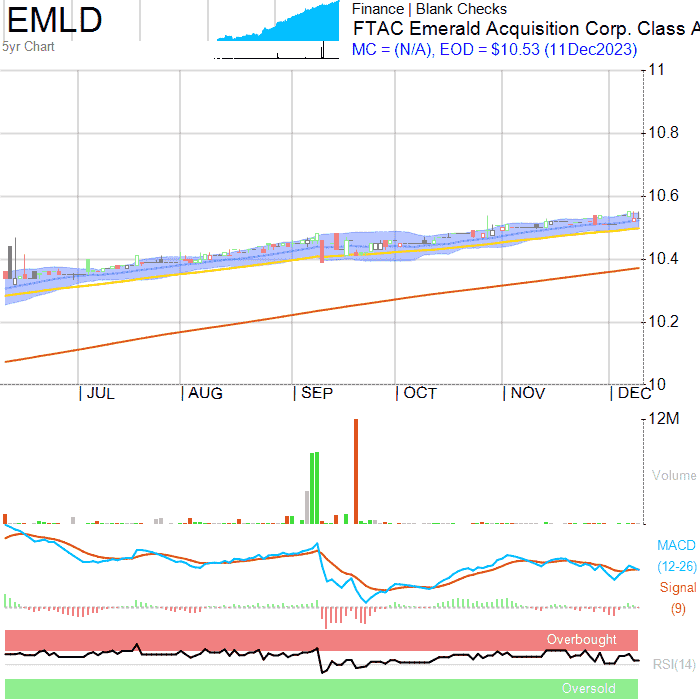 EMLD
5yr Chart
Finance | Blank Checks
FTAC Emerald Acquisition Corp. Class A
MC = (N/A), EOD = $10.53 (11Dec2023)
11
10.8
10.6
10.4
10.2
10
JUL AUG SEP OCT NOV DEC
12M
Volume
MACD
(12-26)
Signal
(9)
Overbought
RSI(14)
Oversold